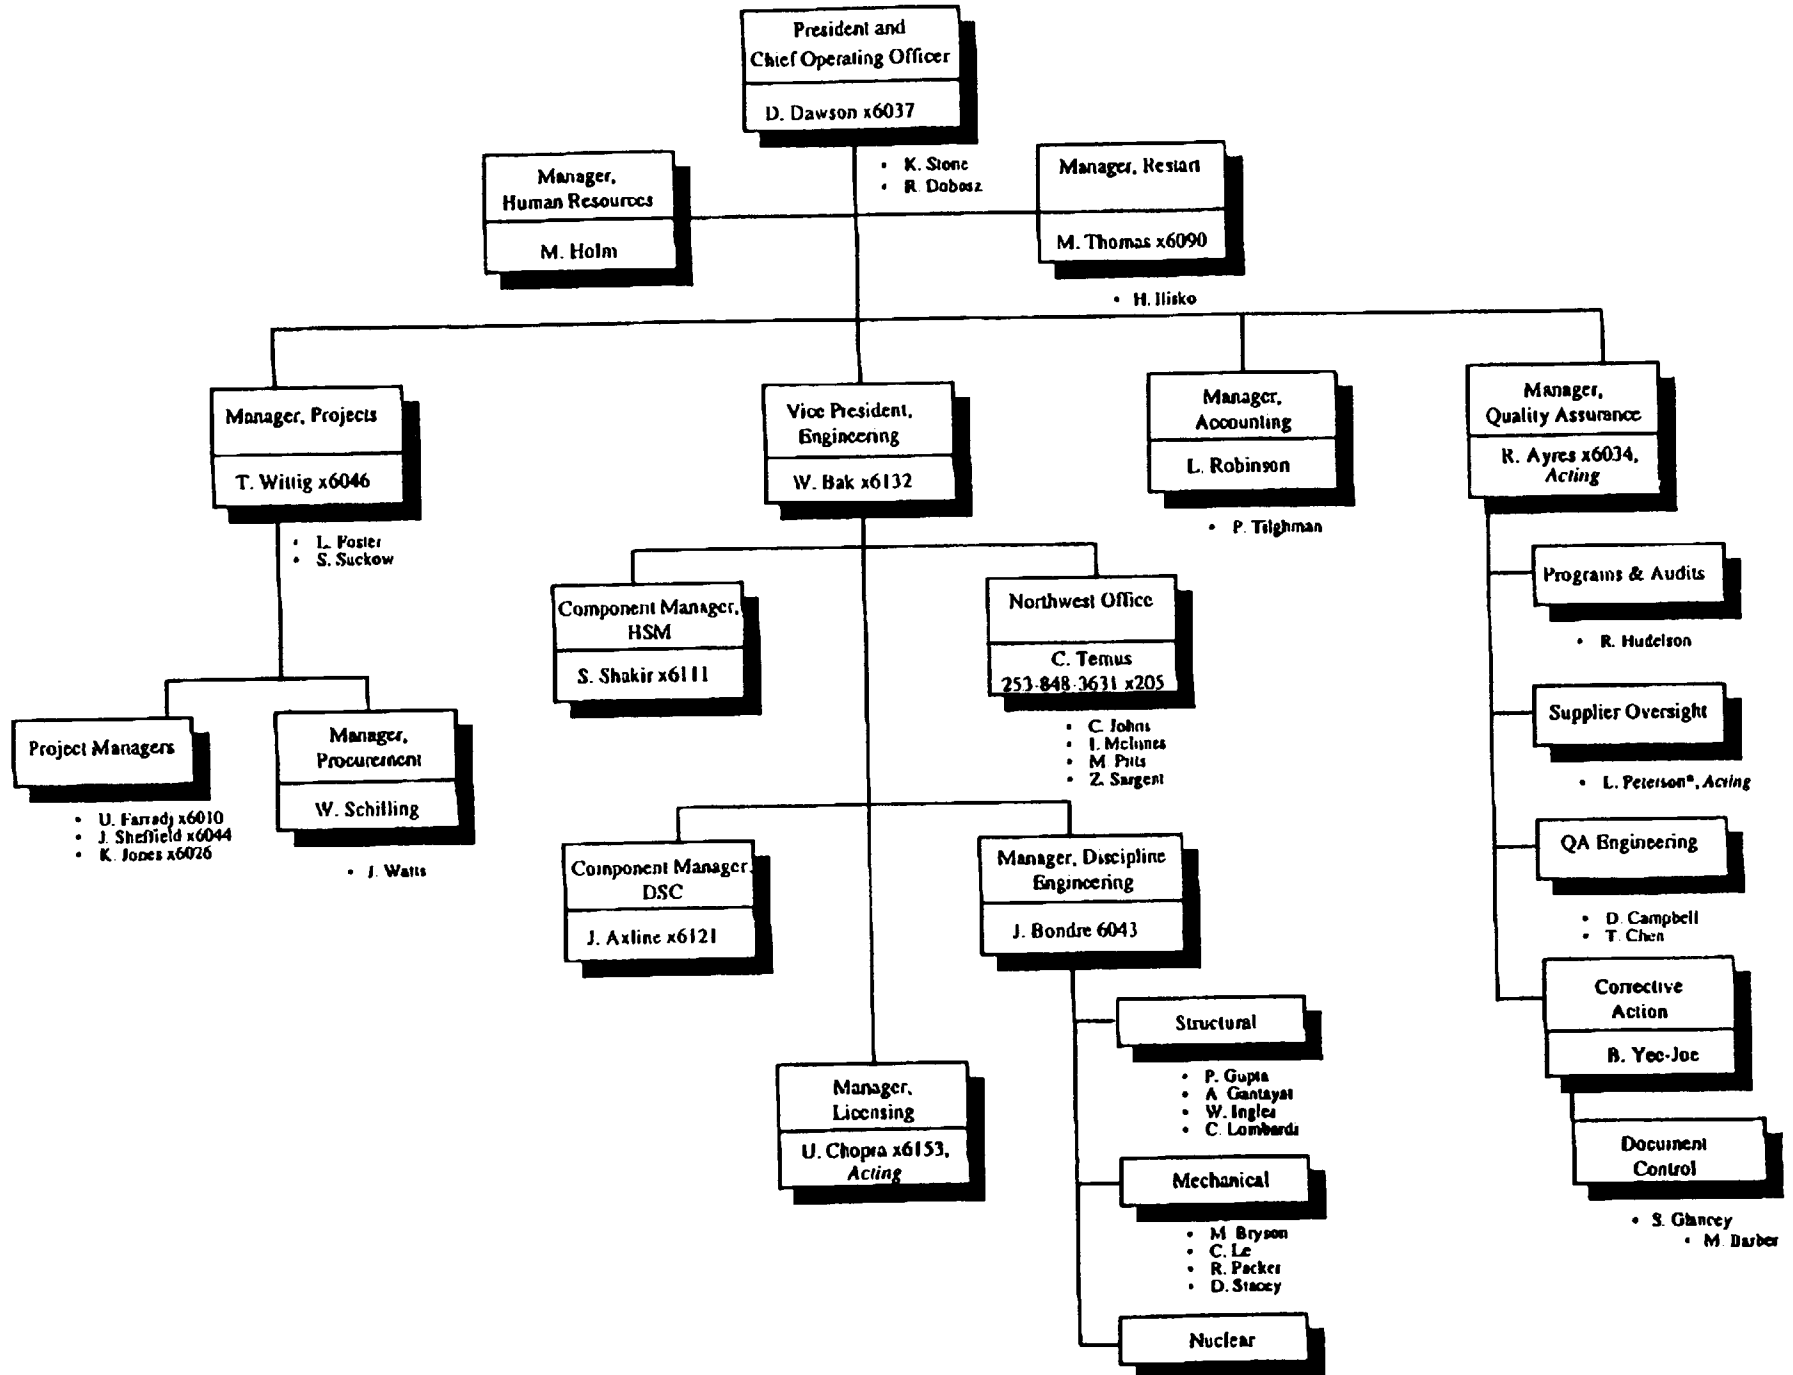 President and
Chief Operating Officer
D. Dawson x6037
• K. Stone
• R. Dobosz
Manager,
Human Resources
M. Holm
Manager, Restart
M. Thomas x6090
• H.
Manager, Projects
T. Wittig x6046
• L. Foster
• S. Suckow
Vice President,
Engineering
W. Bak x6132
Manager,
Accounting
L. Robinson
• P. Tilghman
Manager,
Quality Assurance
R. Ayres x6034,
Acting
Programs & Audits
• R. Hudelson
Supplier Oversight
• L. Peterson*, Acting
QA Engineering
• D. Campbell
• T. Chen
Corrective
Action
B. Yee-Joe
Document
Control
• S. Glancey
• M. Barber
Component Manager,
HSM
S. Shakir x6111
Northwest Office
C. Temus
253-848-3631 x205
• C. Johns
• I. McInnes
• M. Pitts
• Z. Sargent
Project Managers
• U. Farradj x6010
• J. Sheffield x6044
• K. Jones x6026
Manager,
Procurement
W. Schilling
• J. Watts
Component Manager,
DSC
J. Axline x6121
Manager, Discipline
Engineering
J. Bondre 6043
Structural
• P. Gupta
• A. Gantayat
• W. Ingles
• C. Lombardi
Mechanical
• M. Bryson
• C. Le
• R. Packer
• D. Stacey
Nuclear
Manager,
Licensing
U. Chopra x6153,
Acting